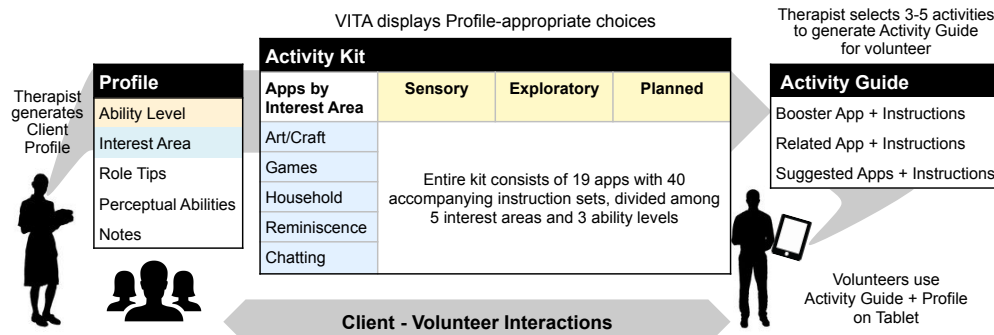 VITA displays Profile-appropriate choices
Therapist selects 3-5 activities
to generate Activity Guide
for volunteer
Therapist
generates
Client
Profile
Profile
Ability Level
Interest Area
Role Tips
Perceptual Abilities
Notes
Activity Kit
Apps by
Interest Area
Sensory
Exploratory
Planned
Art/Craft
Games
Household
Reminiscence
Chatting
Entire kit consists of 19 apps with 40
accompanying instruction sets, divided among
5 interest areas and 3 ability levels
Activity Guide
Booster App + Instructions
Related App + Instructions
Suggested Apps + Instructions
Volunteers use
Activity Guide + Profile
on Tablet
Client - Volunteer Interactions